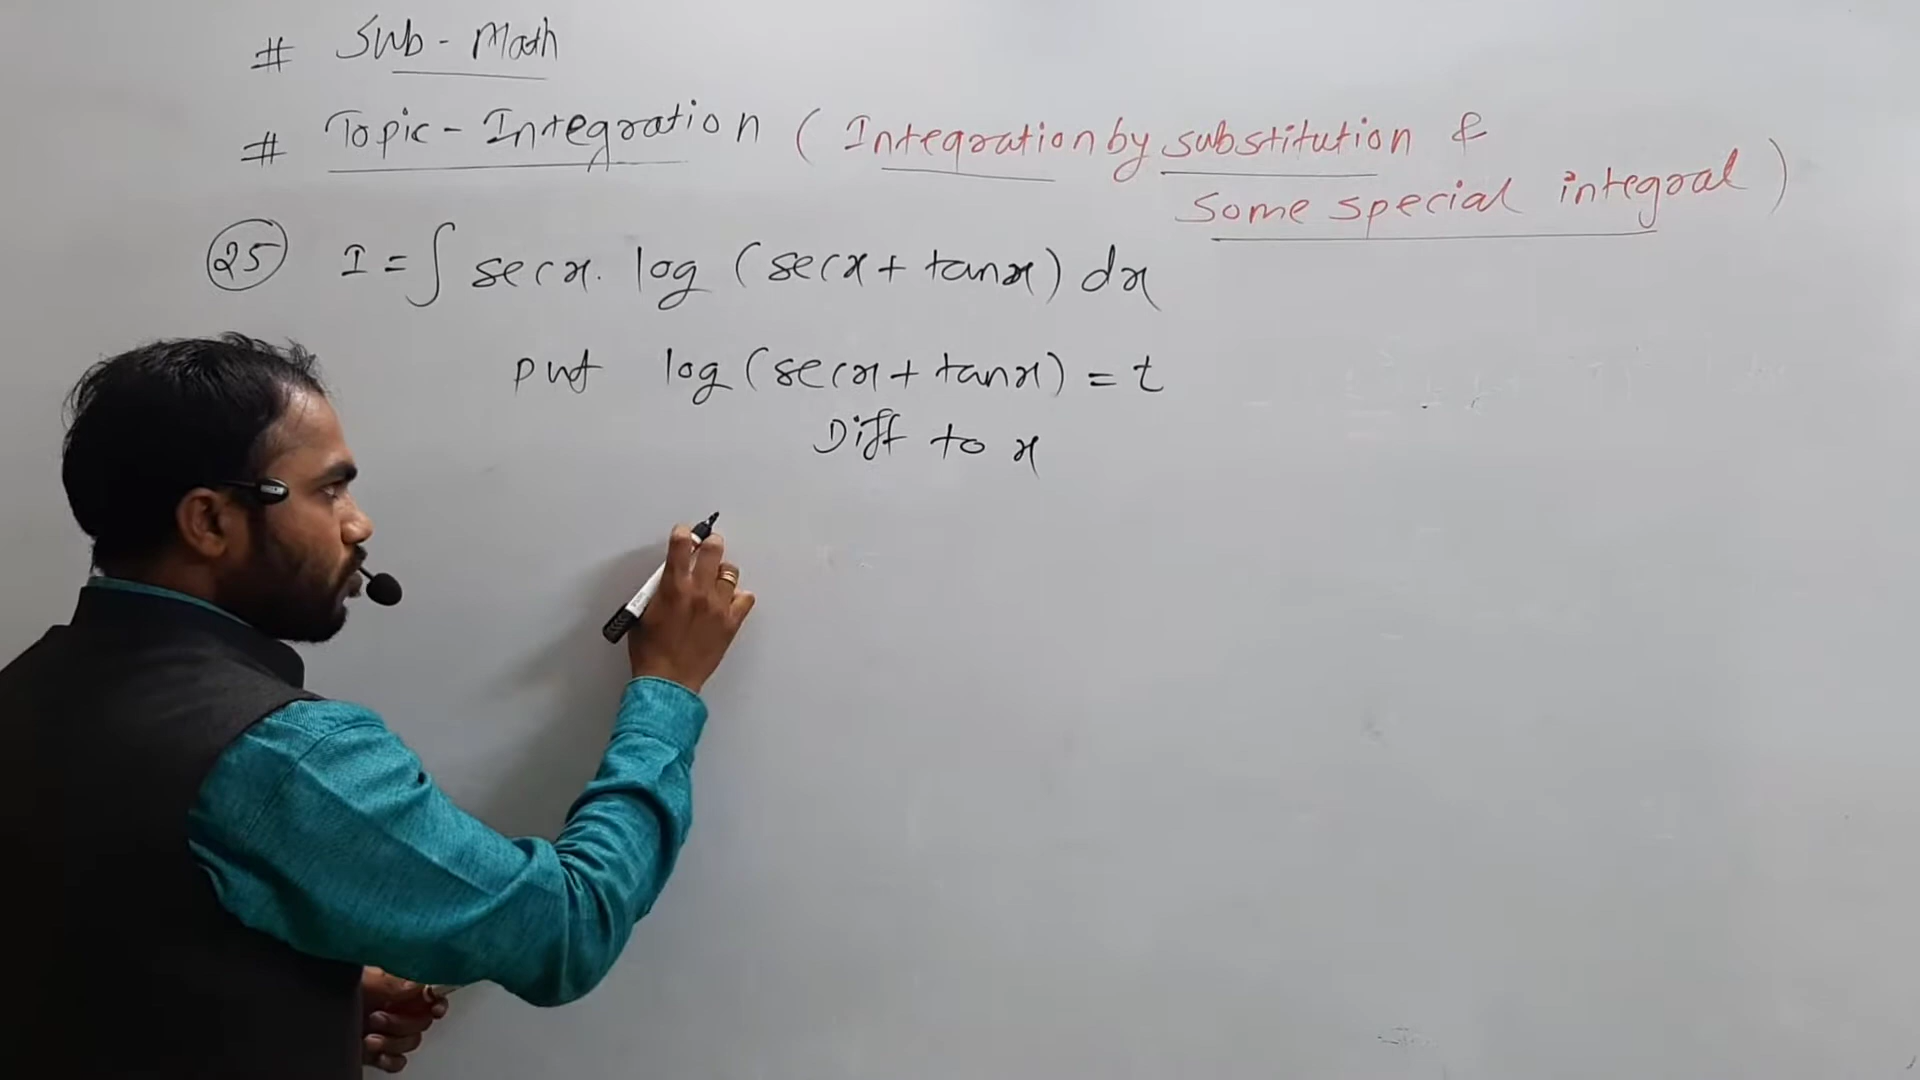 # Sub - Math
# Topic - Integration ( Integration by substitution &
Some special integral )
25 I = ∫ secx. log (secx + tanx) dx
put log (secx + tanx) = t
Diff to x